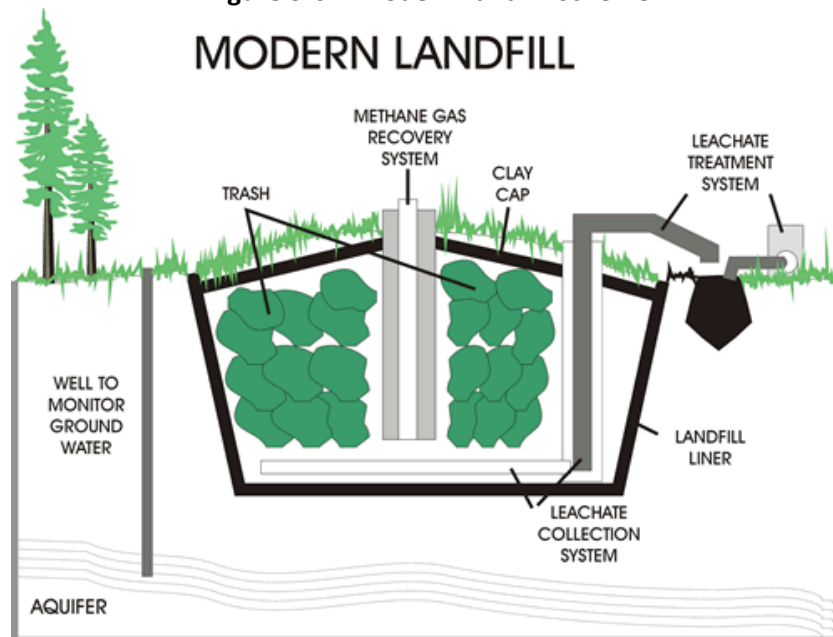 MODERN LANDFILL
METHANE GAS
RECOVERY
SYSTEM
LEACHATE
TREATMENT
SYSTEM
CLAY
CAP
TRASH
WELL TO
MONITOR
GROUND
WATER
LANDFILL
LINER
LEACHATE
COLLECTION
SYSTEM
AQUIFER